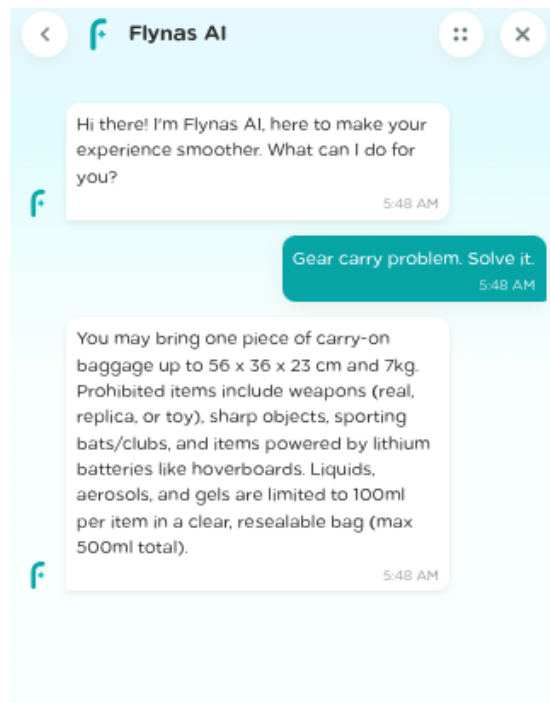 Flynas AI
Hi there! I'm Flynas AI, here to make your
experience smoother. What can I do for
you?
5:48 AM
Gear carry problem. Solve it.
5:48 AM
You may bring one piece of carry-on
baggage up to 56 x 36 x 23 cm and 7kg.
Prohibited items include weapons (real,
replica, or toy), sharp objects, sporting
bats/clubs, and items powered by lithium
batteries like hoverboards. Liquids,
aerosols, and gels are limited to 100ml
per item in a clear, resealable bag (max
500ml total).
5:48 AM